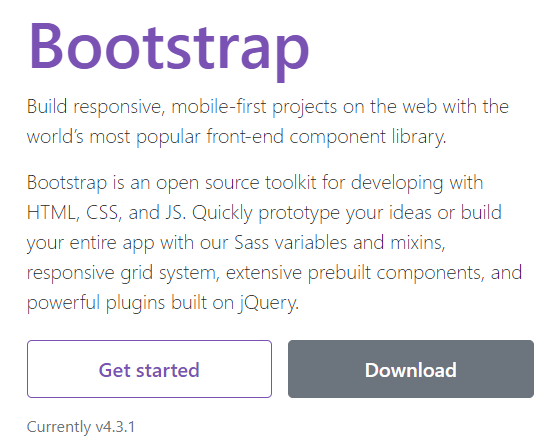 Bootstrap
Build responsive, mobile-first projects on the web with the
world’s most popular front-end component library.
Bootstrap is an open source toolkit for developing with
HTML, CSS, and JS. Quickly prototype your ideas or build
your entire app with our Sass variables and mixins,
responsive grid system, extensive prebuilt components, and
powerful plugins built on jQuery.
Get started
Download
Currently v4.3.1